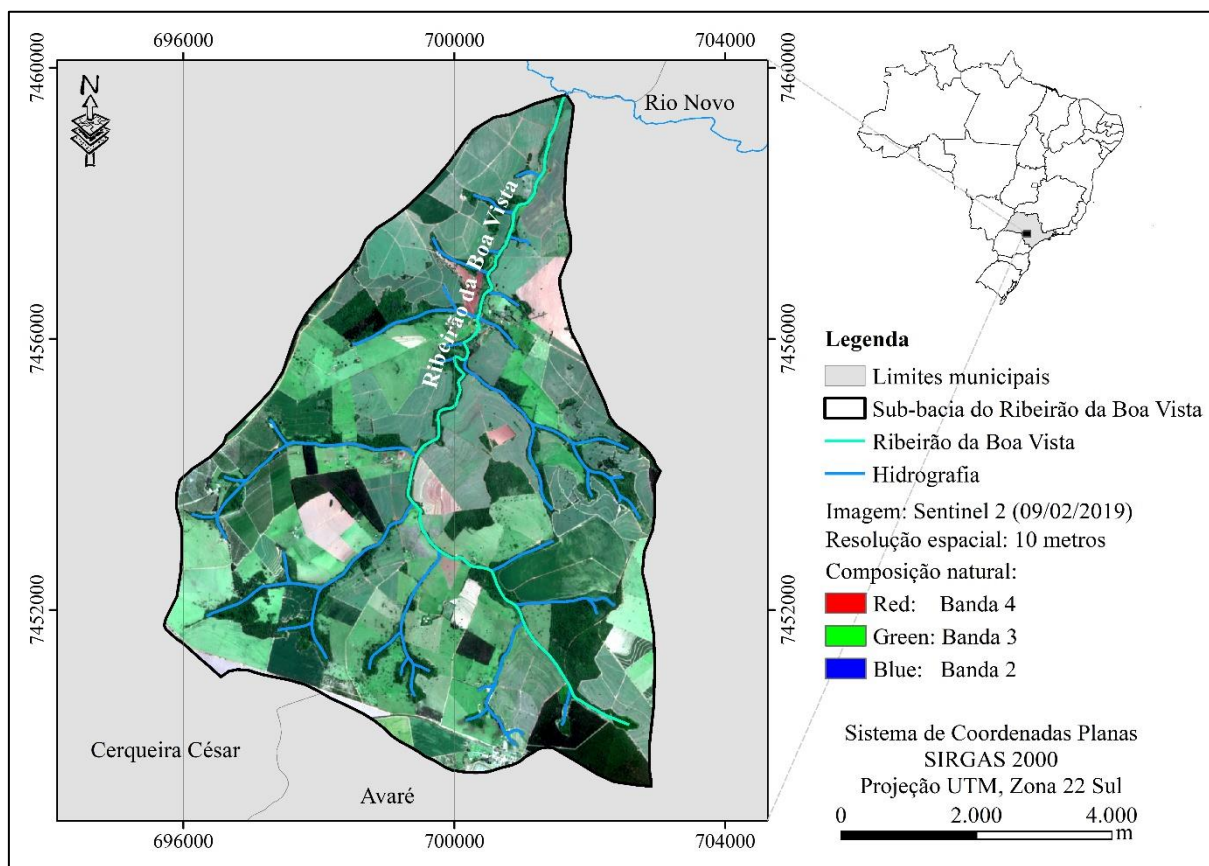 696000
700000
704000
7460000
7460000
N
Rio Novo
Ribeirão da Boa Vista
7456000
7456000
7452000
7452000
Cerqueira César
Avaré
696000
700000
704000
Legenda
Limites municipais
Sub-bacia do Ribeirão da Boa Vista
Ribeirão da Boa Vista
Hidrografia
Imagem: Sentinel 2 (09/02/2019)
Resolução espacial: 10 metros
Composição natural:
Red: Banda 4
Green: Banda 3
Blue: Banda 2
Sistema de Coordenadas Planas
SIRGAS 2000
Projeção UTM, Zona 22 Sul
0 2.000 4.000
m